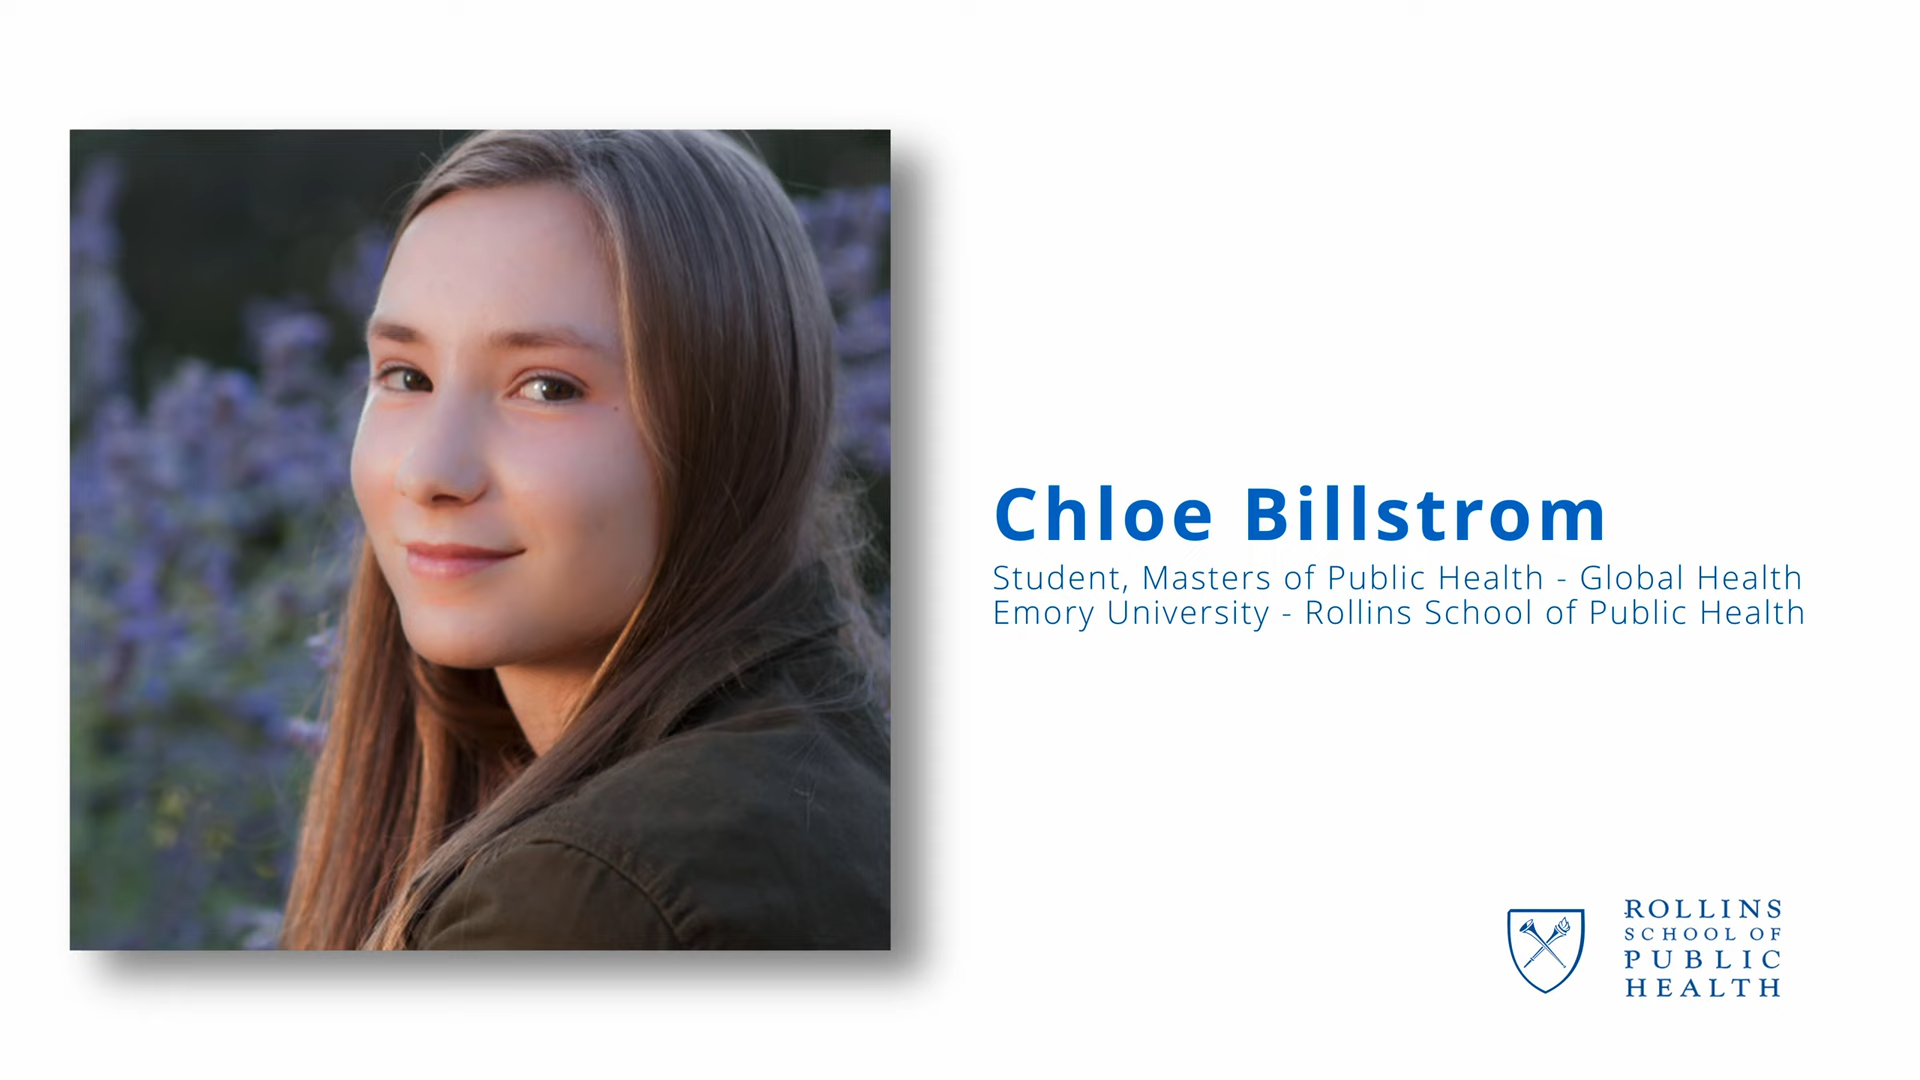 Chloe Billstrom
Student, Masters of Public Health - Global Health
Emory University - Rollins School of Public Health
ROLLINS
SCHOOL OF
PUBLIC
HEALTH